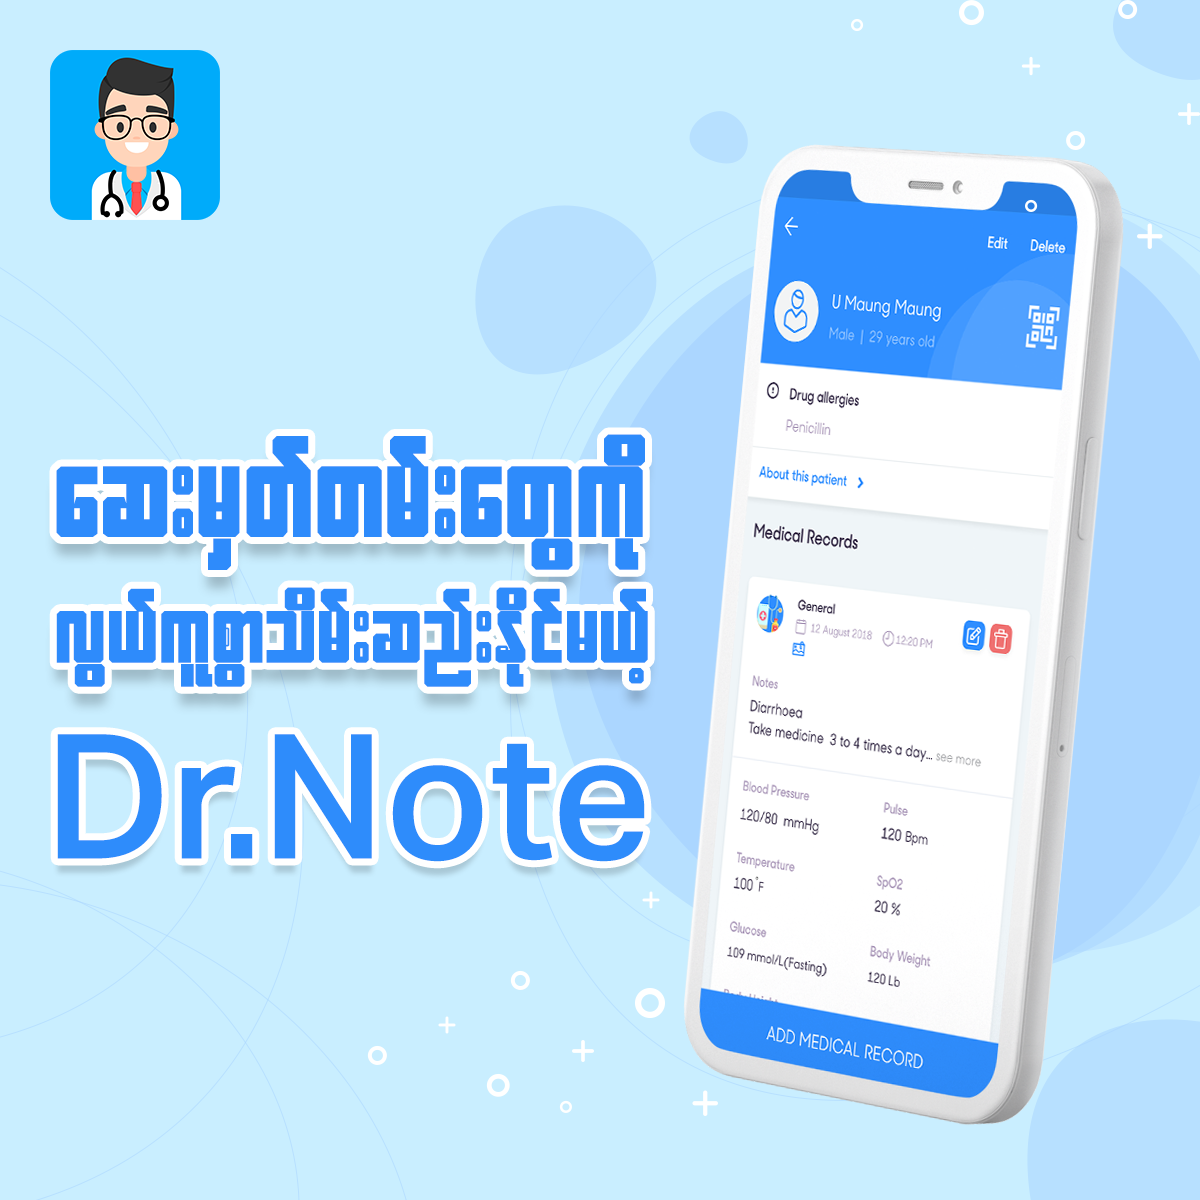 ဆေးမှတ်တမ်းတွေကို
လွယ်ကူစွာသိမ်းဆည်းနိုင်မယ့်
Dr.Note
Edit Delete
U Maung Maung
Male | 29 years old
Drug allergies
Penicillin
About this patient >
Medical Records
General
12 August 2018 12:20 PM
Notes
Diarrhoea
Take medicine 3 to 4 times a day... see more
Blood Pressure Pulse
120/80 mmHg 120 Bpm
Temperature SpO2
100°F 20 %
Glucose Body Weight
109 mmol/L(Fasting) 120 Lb
ADD MEDICAL RECORD